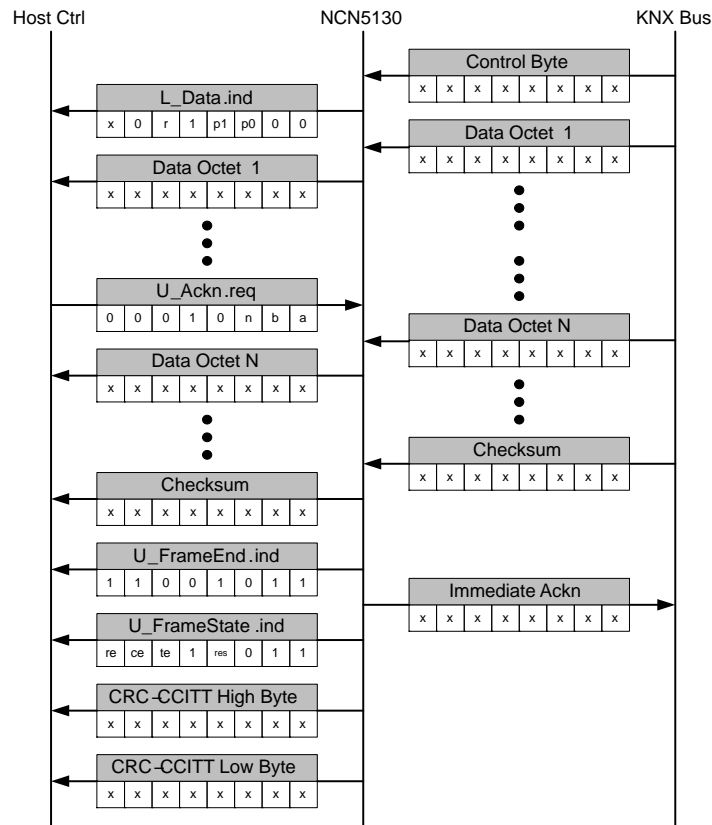 Host Ctrl NCN5130 KNX Bus
Control Byte
x x x x x x x x
L_Data.ind
x 0 r 1 p1 p0 0 0
Data Octet 1
x x x x x x x x
Data Octet 1
x x x x x x x x
U_Ackn.req
0 0 0 1 0 n b a
Data Octet N
x x x x x x x x
Data Octet N
x x x x x x x x
Checksum
x x x x x x x x
Checksum
x x x x x x x x
U_FrameEnd.ind
1 1 0 0 1 0 1 1
Immediate Ackn
x x x x x x x x
U_FrameState.ind
re ce te 1 res 0 1 1
CRC-CCITT High Byte
x x x x x x x x
CRC-CCITT Low Byte
x x x x x x x x